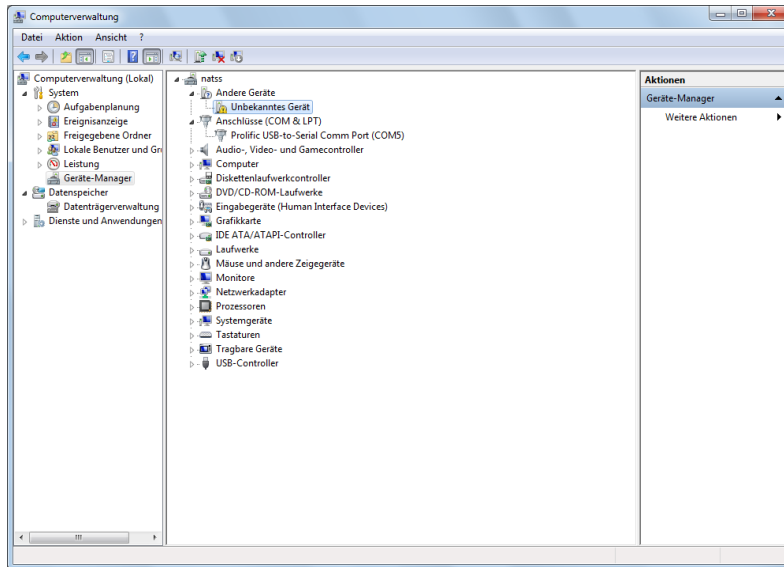 Computerverwaltung
Datei Aktion Ansicht ?
Computerverwaltung (Lokal)
System
Aufgabenplanung
Ereignisanzeige
Freigegebene Ordner
Lokale Benutzer und Gr
Leistung
Geräte-Manager
Datenspeicher
Datenträgerverwaltung
Dienste und Anwendungen
natss
Andere Geräte
Unbekanntes Gerät
Anschlüsse (COM & LPT)
Prolific USB-to-Serial Comm Port (COM5)
Audio-, Video- und Gamecontroller
Computer
Diskettenlaufwerkcontroller
DVD/CD-ROM-Laufwerke
Eingabegeräte (Human Interface Devices)
Grafikkarte
IDE ATA/ATAPI-Controller
Laufwerke
Mäuse und andere Zeigegeräte
Monitore
Netzwerkadapter
Prozessoren
Systemgeräte
Tastaturen
Tragbare Geräte
USB-Controller
Aktionen
Geräte-Manager
Weitere Aktionen